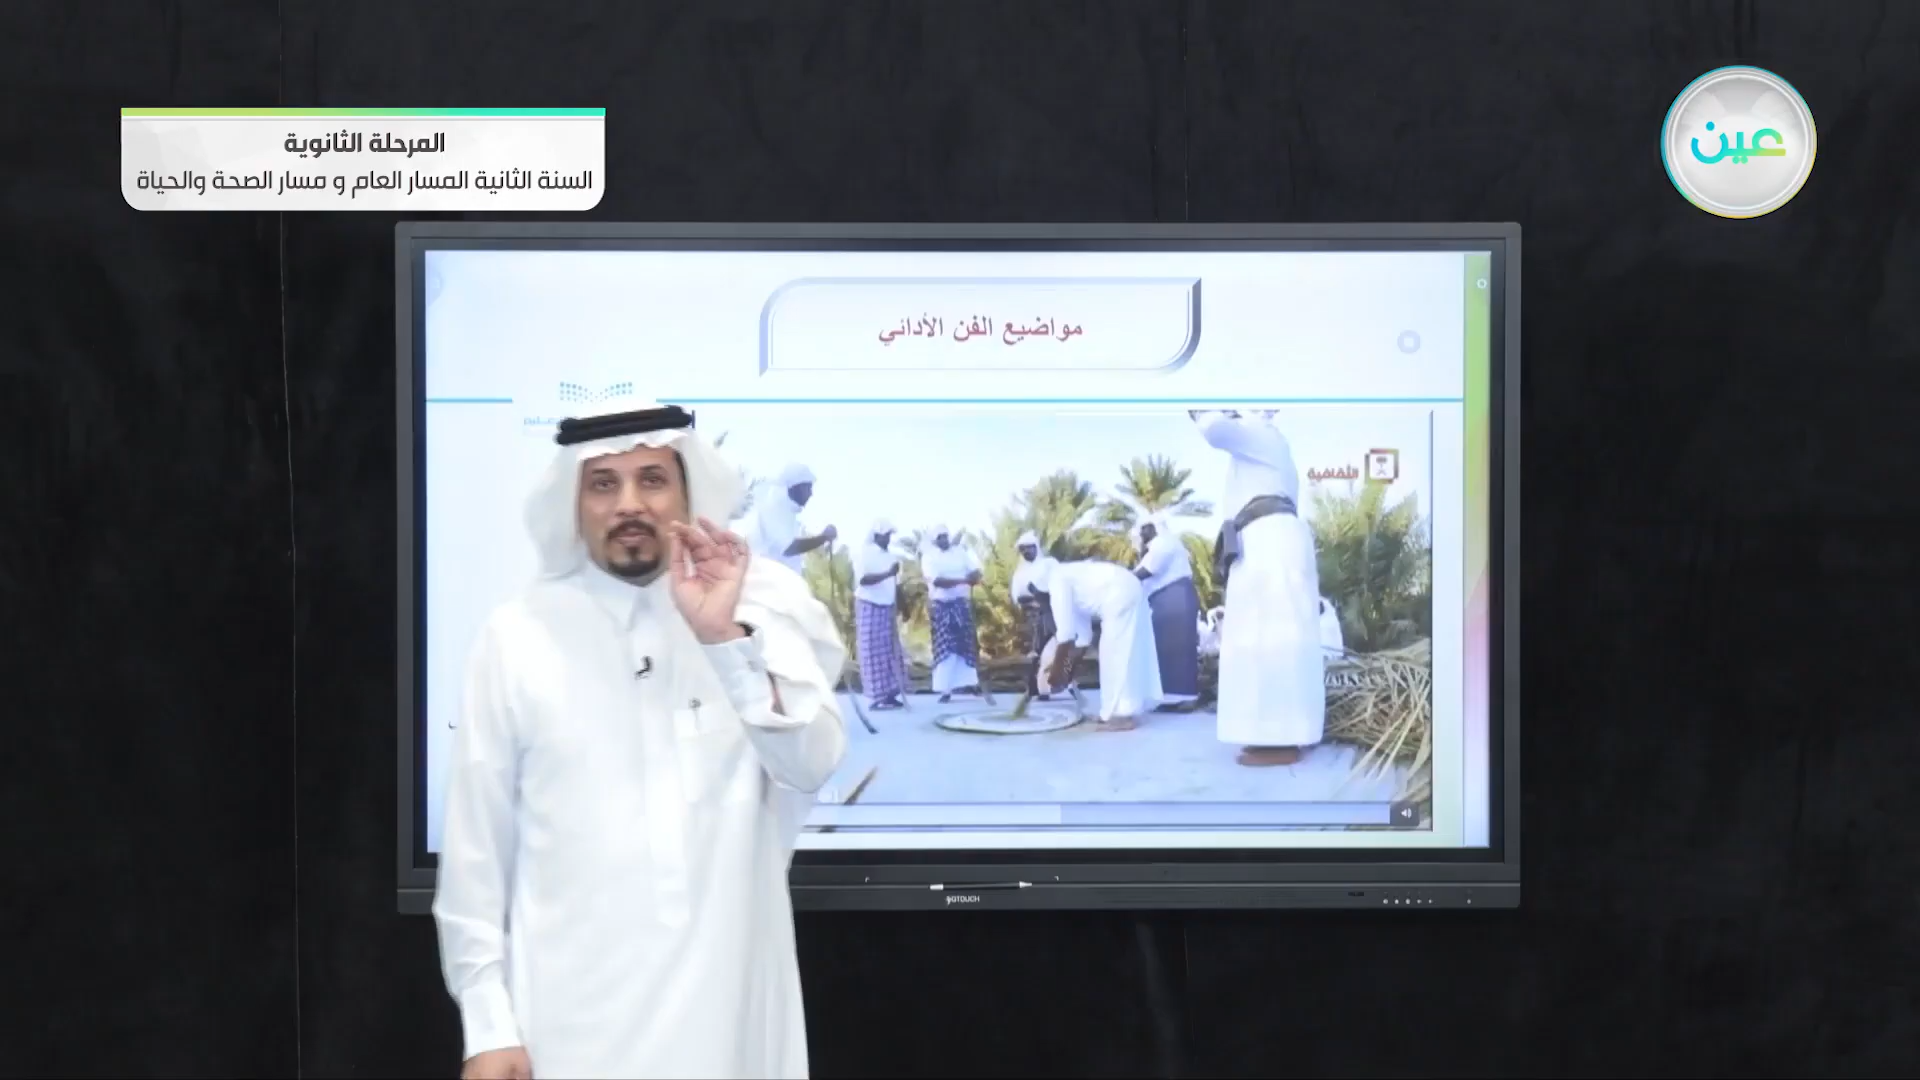 المرحلة الثانوية
السنة الثانية المسار العام و مسار الصحة والحياة
عين
مواضيع الفن الأدائي
الثقافية